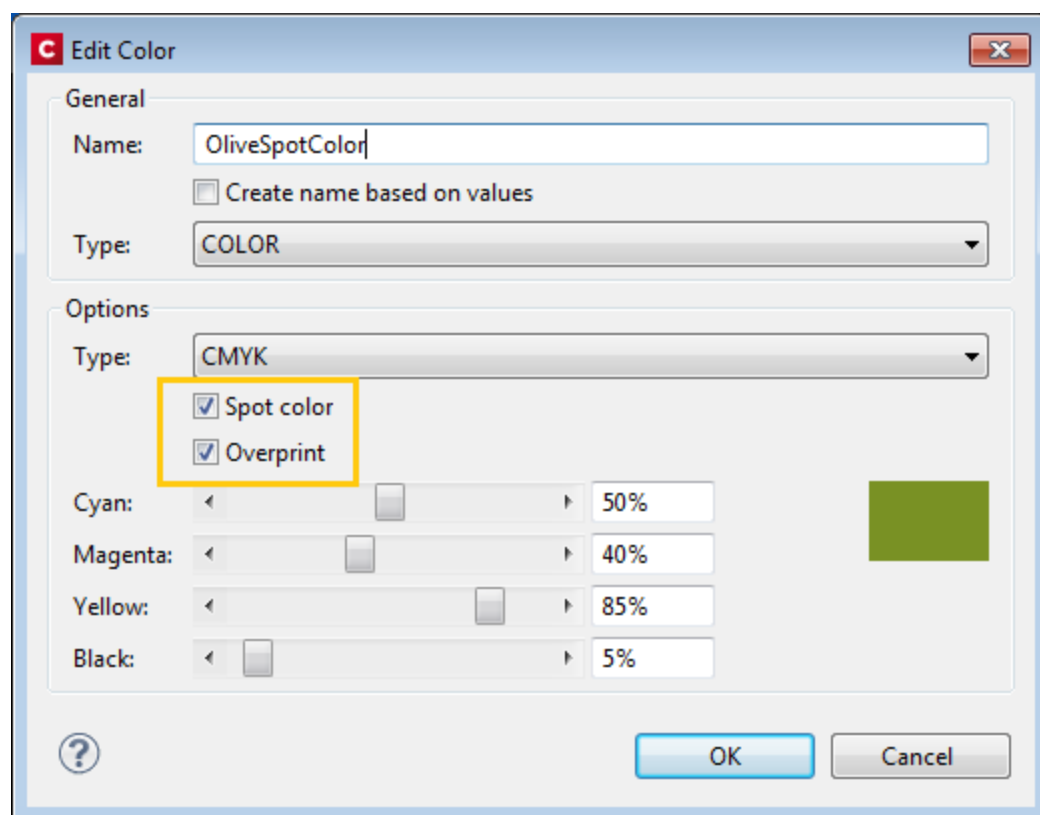 C Edit Color
General
Name: OliveSpotColor
Create name based on values
Type: COLOR
Options
Type: CMYK
Spot color
Overprint
Cyan: 50%
Magenta: 40%
Yellow: 85%
Black: 5%
? OK Cancel